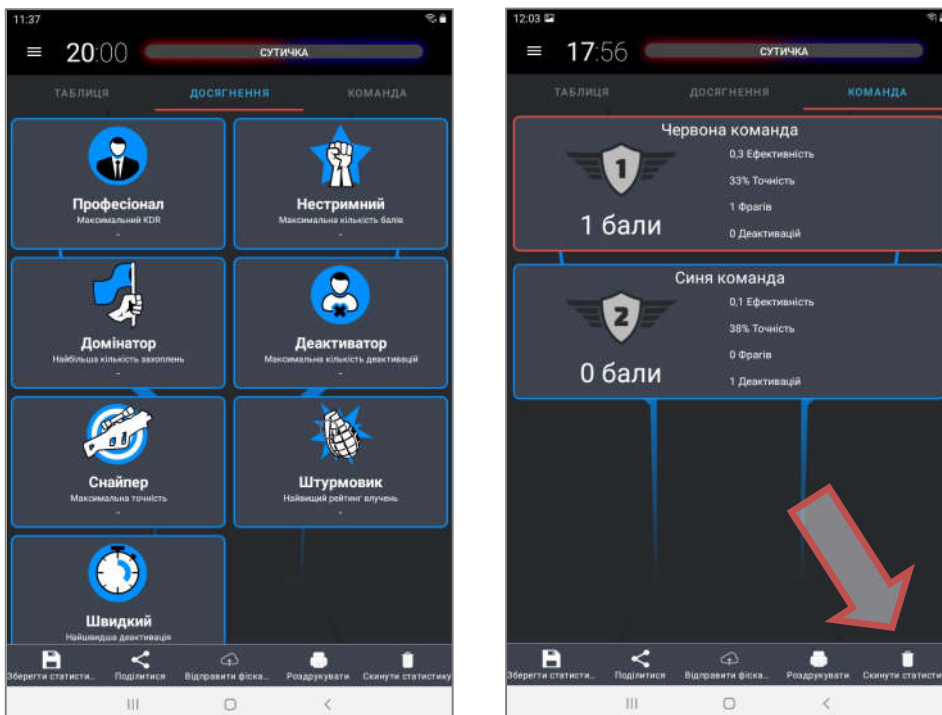 11:37
20:00
СУТИЧКА
ТАБЛИЦЯ ДОСЯГНЕННЯ КОМАНДА
Професіонал
Максимальний KDR
-
Нестримний
Максимальна кількість балів
-
Домінатор
Найбільша кількість захоплень
-
Деактиватор
Максимальна кількість деактивацій
-
Снайпер
Максимальна точність
-
Штурмовик
Найвищий рейтинг влучень
-
Швидкий
Найшвидша деактивація
Зберегти статисти... Поділитися Відправити фіска... Роздрукувати Скинути статистику
12:03
17:56
СУТИЧКА
ТАБЛИЦЯ ДОСЯГНЕННЯ КОМАНДА
Червона команда
1
1 бали
0,3 Ефективність
33% Точність
1 Фрагів
0 Деактивацій
Синя команда
2
0 бали
0,1 Ефективність
38% Точність
0 Фрагів
1 Деактивацій
Зберегти статисти... Поділитися Відправити фіска... Роздрукувати Скинути статисти